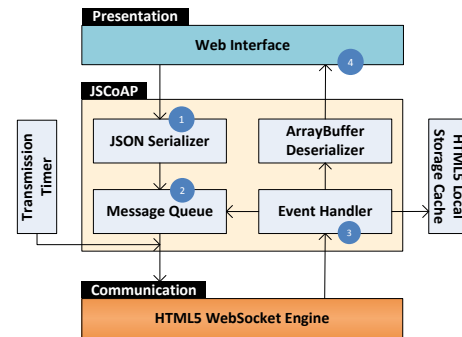 Presentation
Web Interface
4
JSCoAP
1
JSON Serializer
ArrayBuffer
Deserializer
Transmission
Timer
2
Message Queue
Event Handler
3
HTML5 Local
Storage Cache
Communication
HTML5 WebSocket Engine